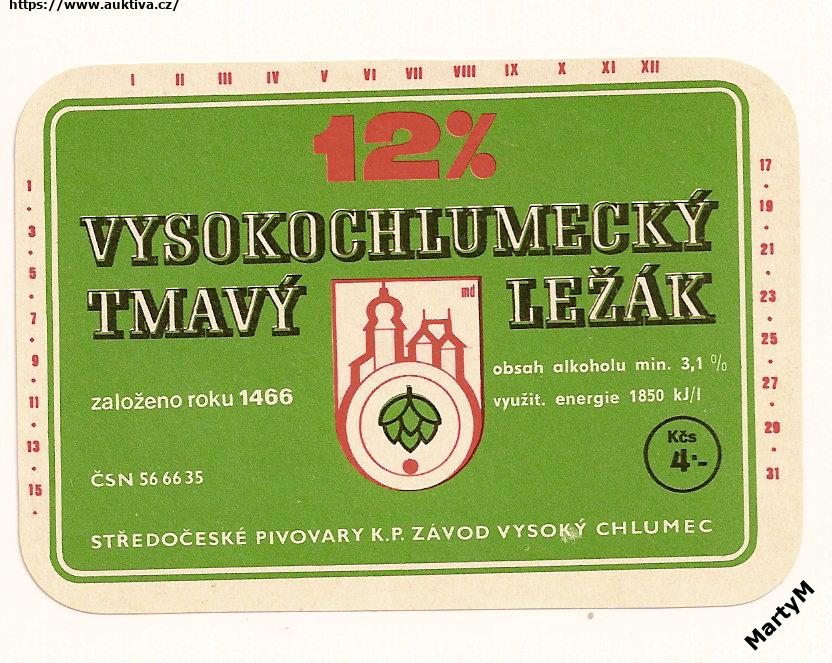 https://www.auktiva.cz/
I II III IV V VI VII VIII IX X XI XII
12%
VYSOKOCHLUMECKÝ
TMAVÝ LEŽÁK
md
obsah alkoholu min. 3,1 %
využit. energie 1850 kJ/l
založeno roku 1466
Kčs
4·-
ČSN 56 66 35
STŘEDOČESKÉ PIVOVARY K.P. ZÁVOD VYSOKÝ CHLUMEC
1
·
3
·
5
·
7
·
9
·
11
·
13
·
15
·
17
·
19
·
21
·
23
·
25
·
27
·
29
·
31
MartyM